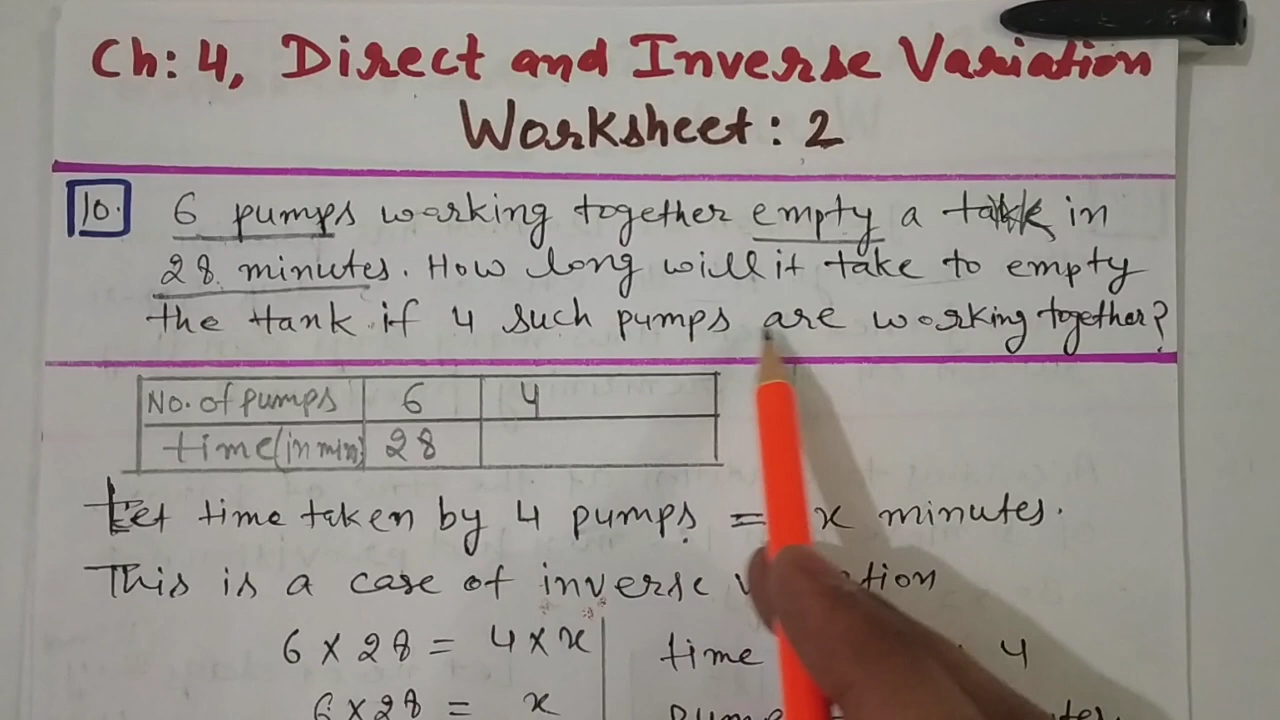 Ch: 4, Direct and Inverse Variation
Worksheet: 2
10. 6 pumps working together empty a tank in
28 minutes. How long will it take to empty
the tank if 4 such pumps are working together?
No. of pumps 6 4
time (in min) 28
Let time taken by 4 pumps = x minutes.
This is a case of inverse
6 × 28 = 4 × x
time 4
6 × 28 = x